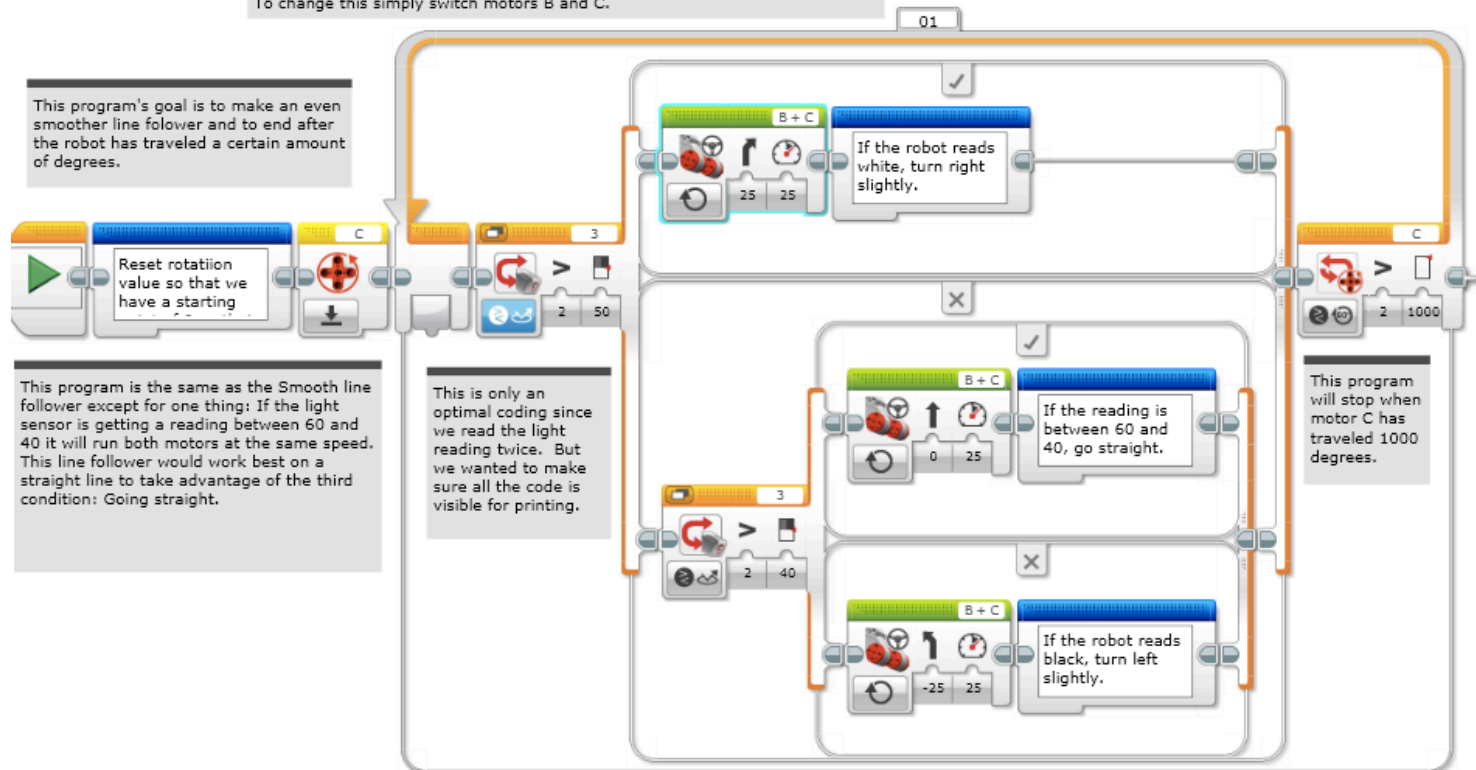 To change this simply switch motors B and C.
01
This program's goal is to make an even
smoother line folower and to end after
the robot has traveled a certain amount
of degrees.
B + C
25 25
If the robot reads
white, turn right
slightly.
Reset rotatiion
value so that we
have a starting
C
3
2 50
C
2 1000
This program is the same as the Smooth line
follower except for one thing: If the light
sensor is getting a reading between 60 and
40 it will run both motors at the same speed.
This line follower would work best on a
straight line to take advantage of the third
condition: Going straight.
This is only an
optimal coding since
we read the light
reading twice. But
we wanted to make
sure all the code is
visible for printing.
3
2 40
B + C
0 25
If the reading is
between 60 and
40, go straight.
B + C
-25 25
If the robot reads
black, turn left
slightly.
This program
will stop when
motor C has
traveled 1000
degrees.